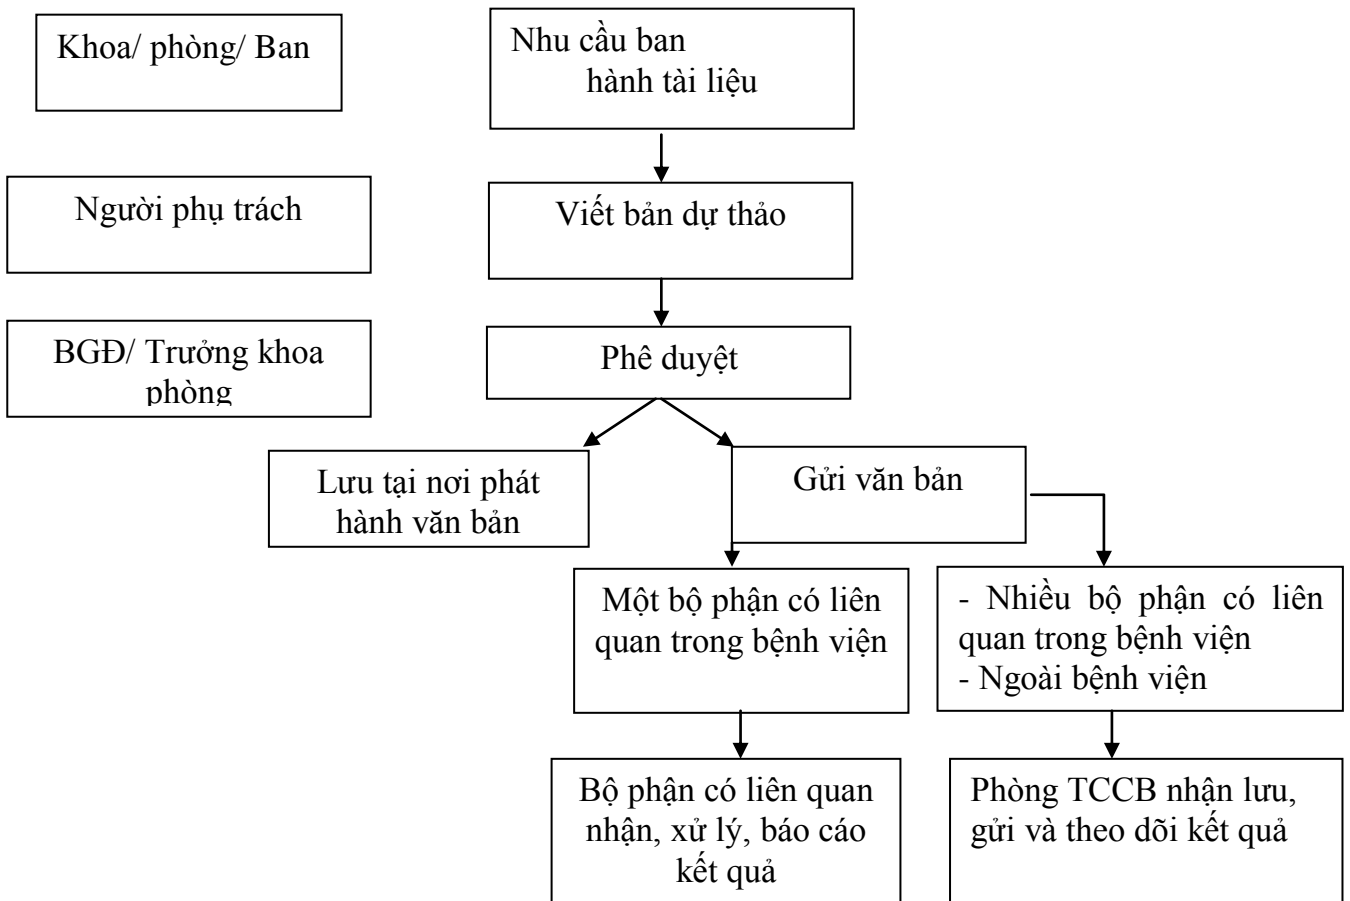 Khoa/ phòng/ Ban
Nhu cầu ban
hành tài liệu
Người phụ trách
Viết bản dự thảo
BGĐ/ Trưởng khoa
phòng
Phê duyệt
Lưu tại nơi phát
hành văn bản
Gửi văn bản
Một bộ phận có liên
quan trong bệnh viện
- Nhiều bộ phận có liên
quan trong bệnh viện
- Ngoài bệnh viện
Bộ phận có liên quan
nhận, xử lý, báo cáo
kết quả
Phòng TCCB nhận lưu,
gửi và theo dõi kết quả